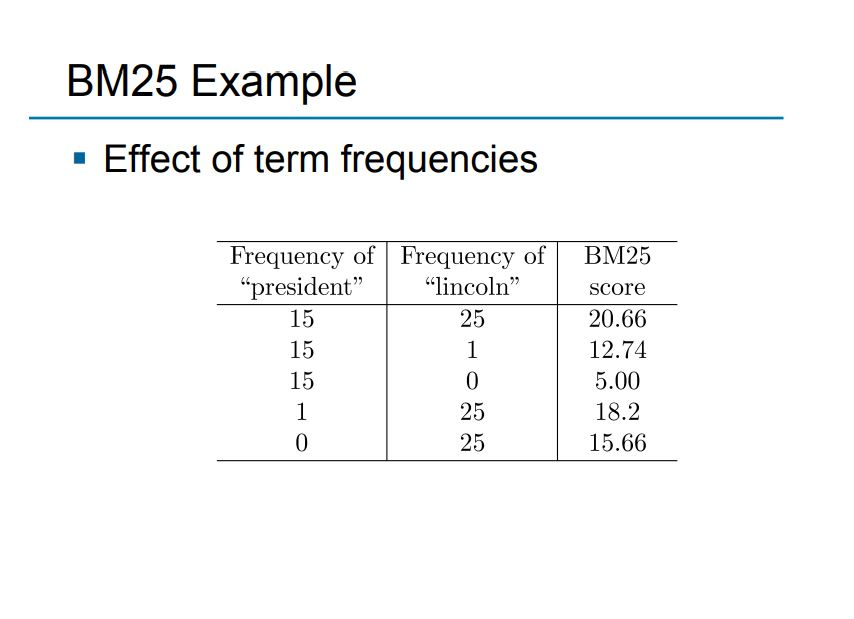 BM25 Example
▪ Effect of term frequencies
Frequency of Frequency of BM25
“president” “lincoln” score
15 25 20.66
15 1 12.74
15 0 5.00
1 25 18.2
0 25 15.66